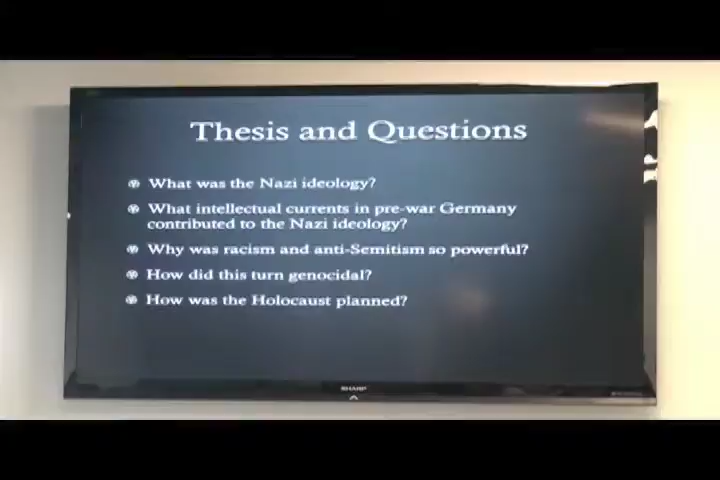 Thesis and Questions
What was the Nazi ideology?
What intellectual currents in pre-war Germany
contributed to the Nazi ideology?
Why was racism and anti-Semitism so powerful?
How did this turn genocidal?
How was the Holocaust planned?
SHARP